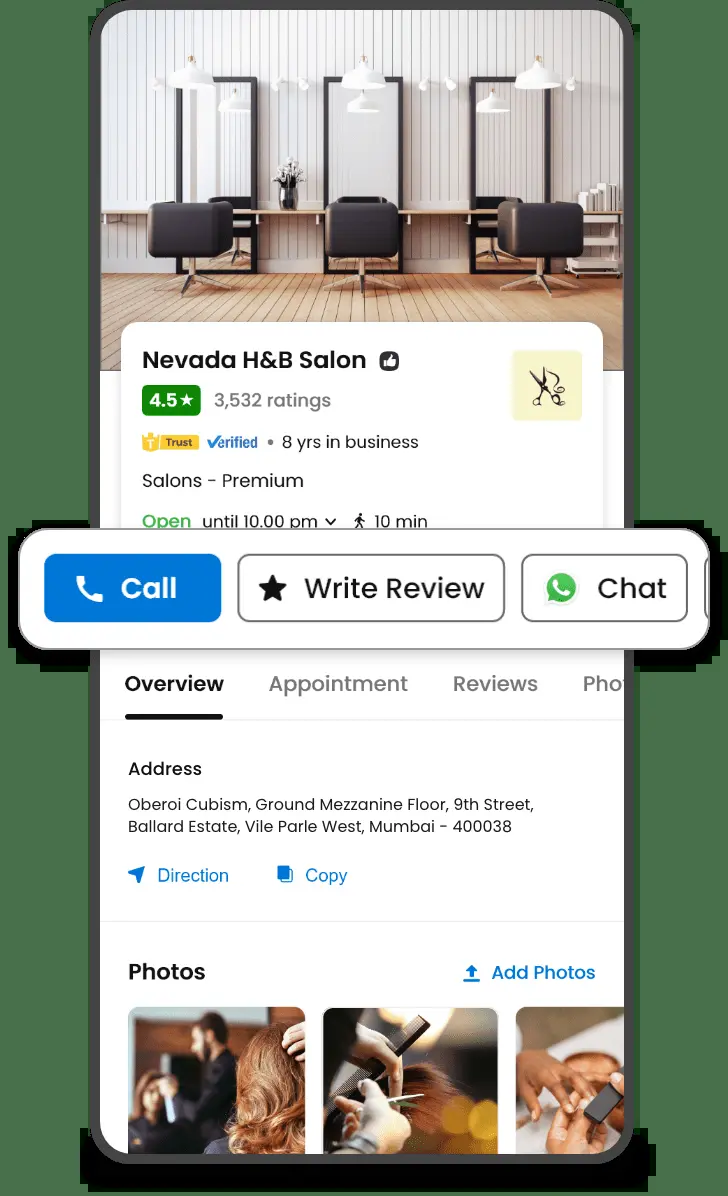 Nevada H&B Salon
4.5★ 3,532 ratings
T Trust Verified • 8 yrs in business
Salons - Premium
Open until 10.00 pm 10 min
Call Write Review Chat
Overview Appointment Reviews Pho
Address
Oberoi Cubism, Ground Mezzanine Floor, 9th Street,
Ballard Estate, Vile Parle West, Mumbai - 400038
Direction Copy
Photos Add Photos